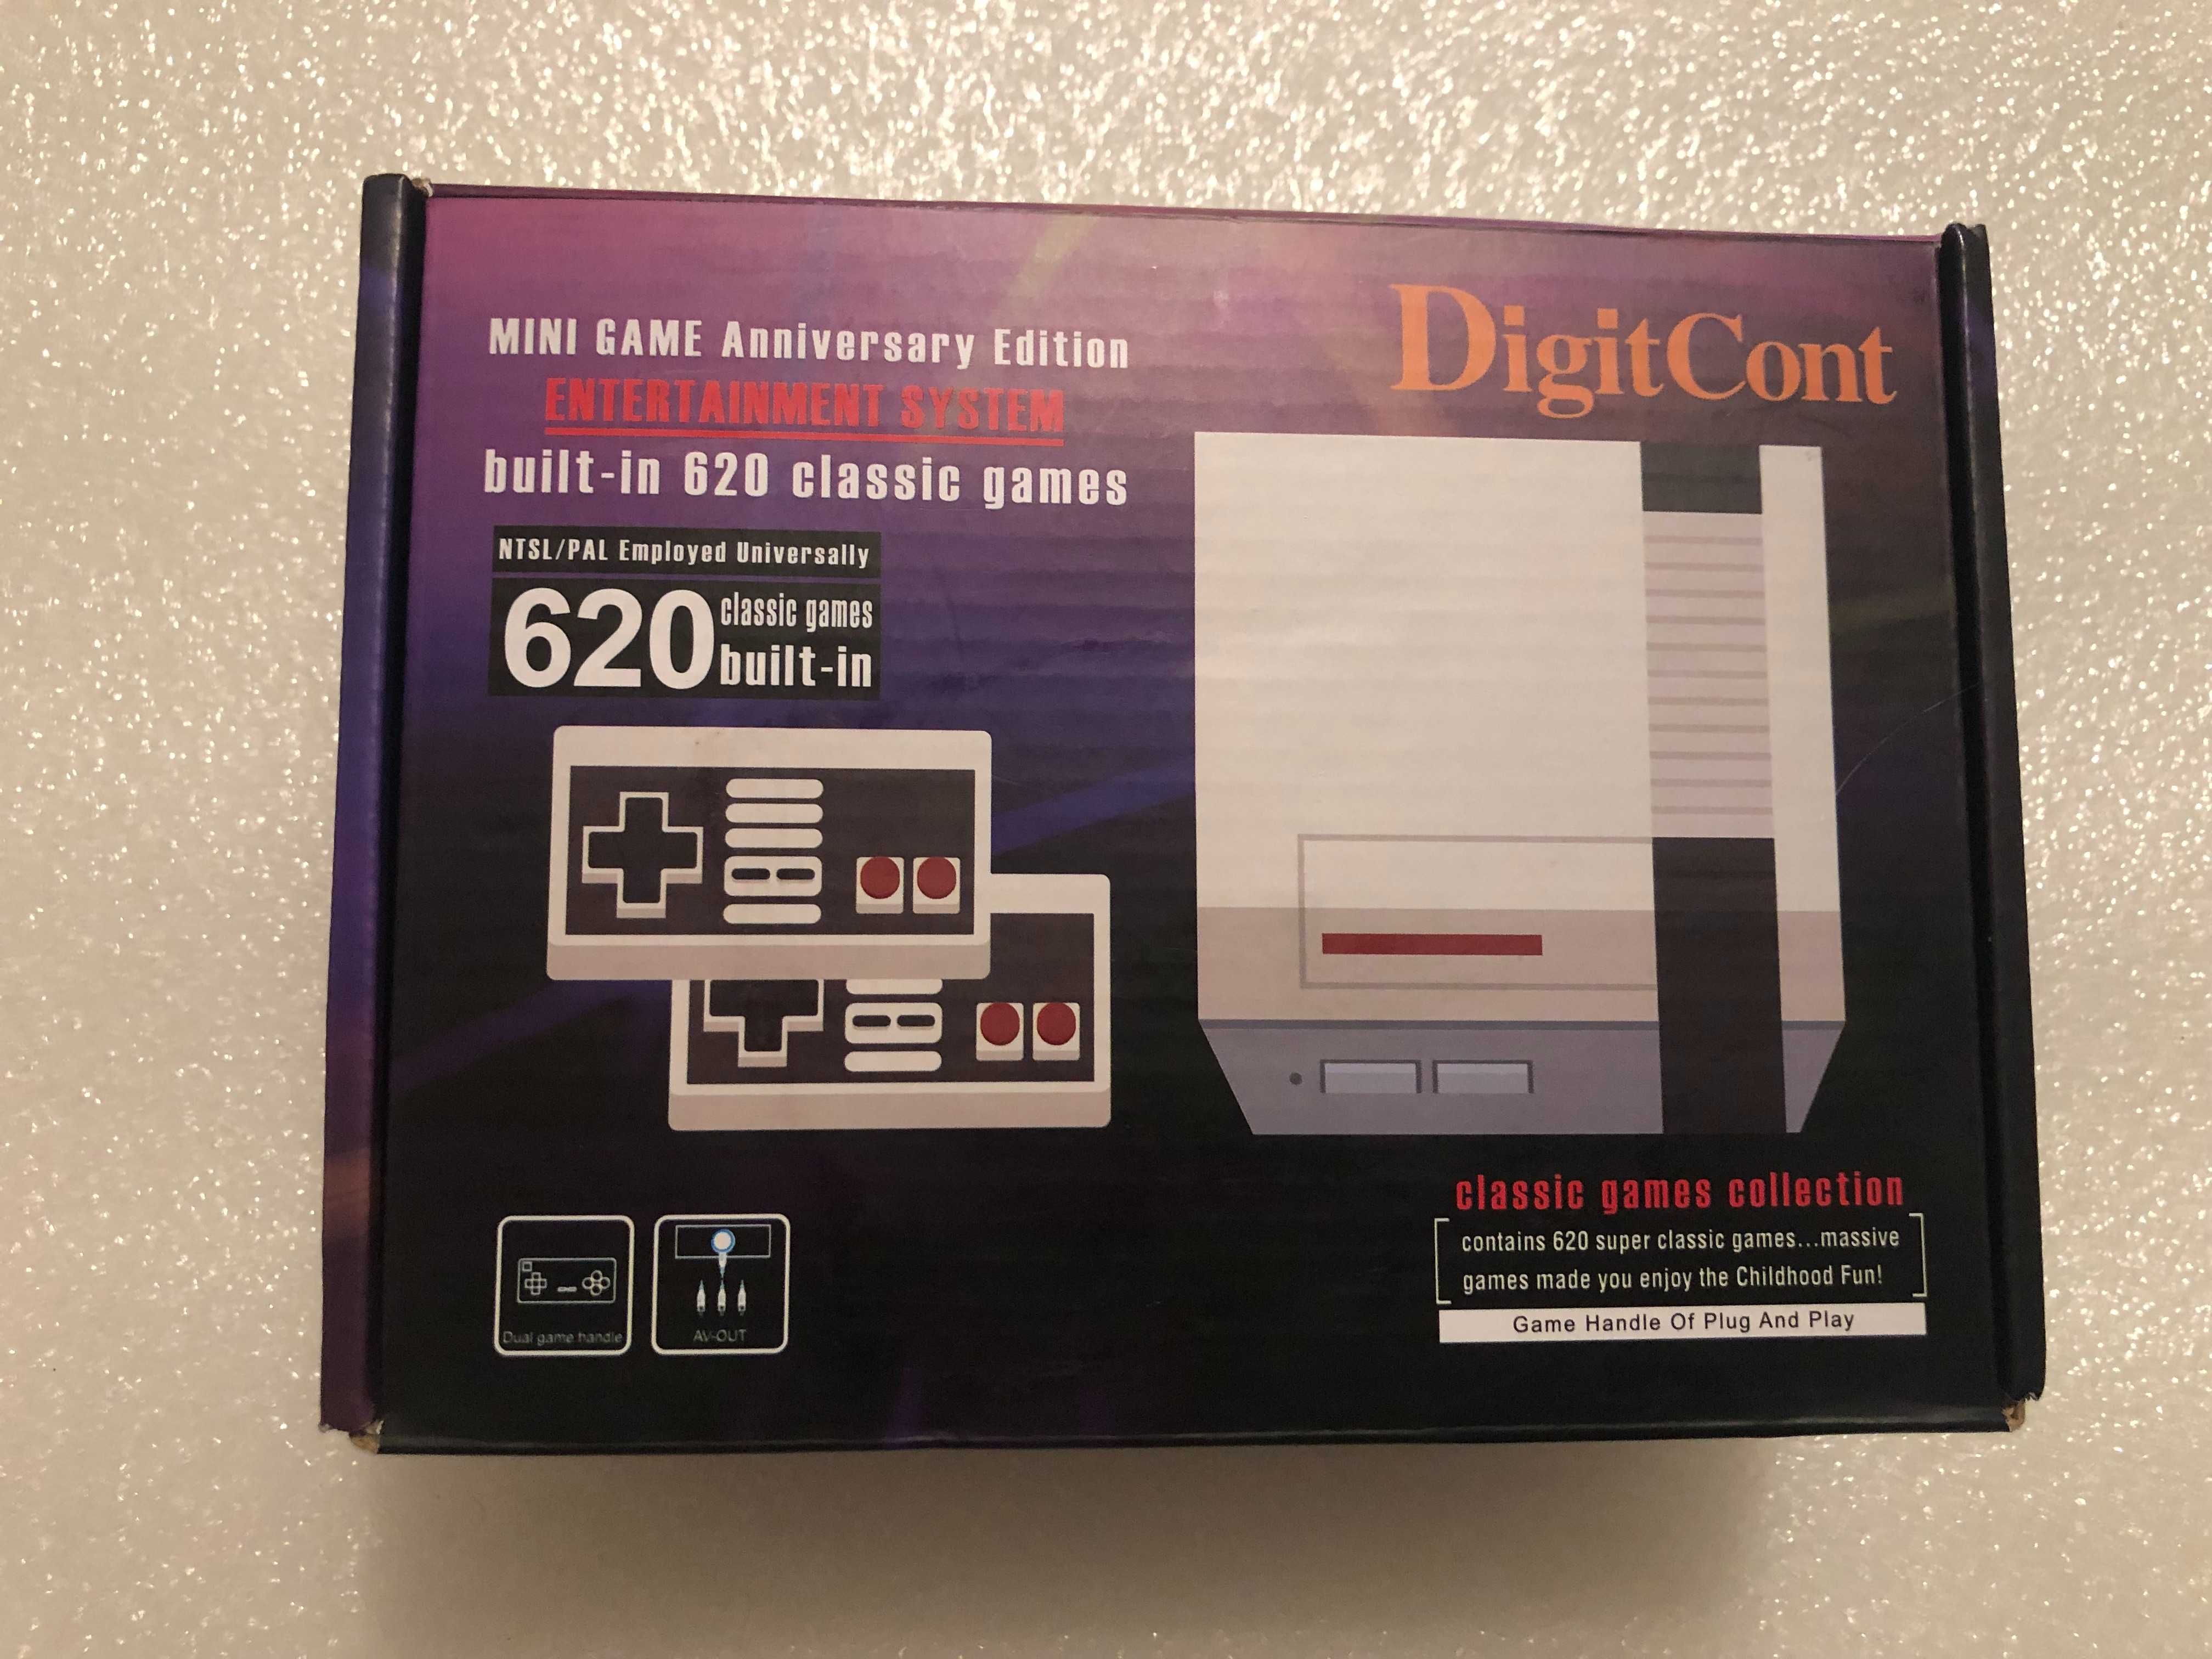 MINI GAME Anniversary Edition
ENTERTAINMENT SYSTEM
built-in 620 classic games
DigitCont
NTSL/PAL Employed Universally
620 classic games
built-in
Dual game handle
AV-OUT
classic games collection
contains 620 super classic games...massive
games made you enjoy the Childhood Fun!
Game Handle Of Plug And Play